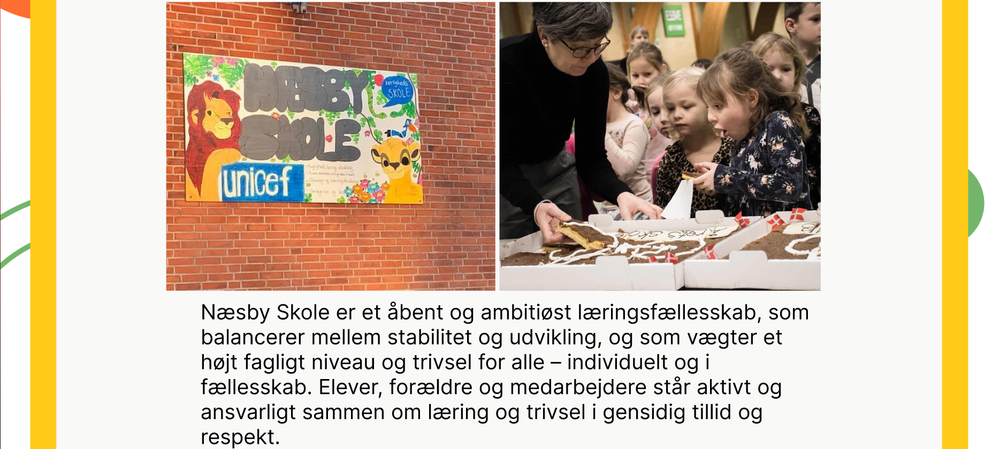 NÆSBY
SKOLE
Rettigheds
SKOLE
unicef
Årets SKOLE
Næsby Skole er et åbent og ambitiøst læringsfællesskab, som
balancerer mellem stabilitet og udvikling, og som vægter et
højt fagligt niveau og trivsel for alle – individuelt og i
fællesskab. Elever, forældre og medarbejdere står aktivt og
ansvarligt sammen om læring og trivsel i gensidig tillid og
respekt.